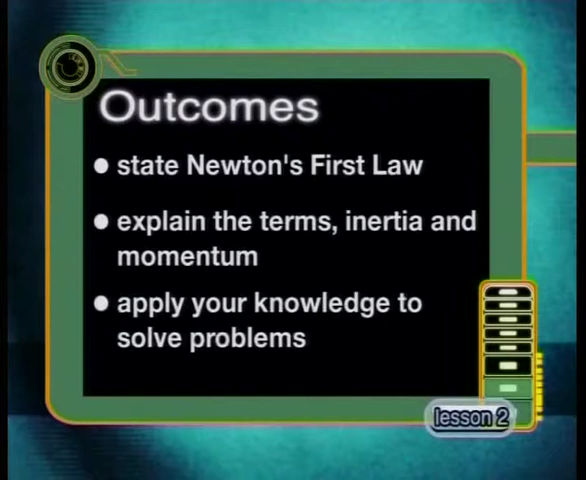 Outcomes
● state Newton's First Law
● explain the terms, inertia and
momentum
● apply your knowledge to
solve problems
lesson 2